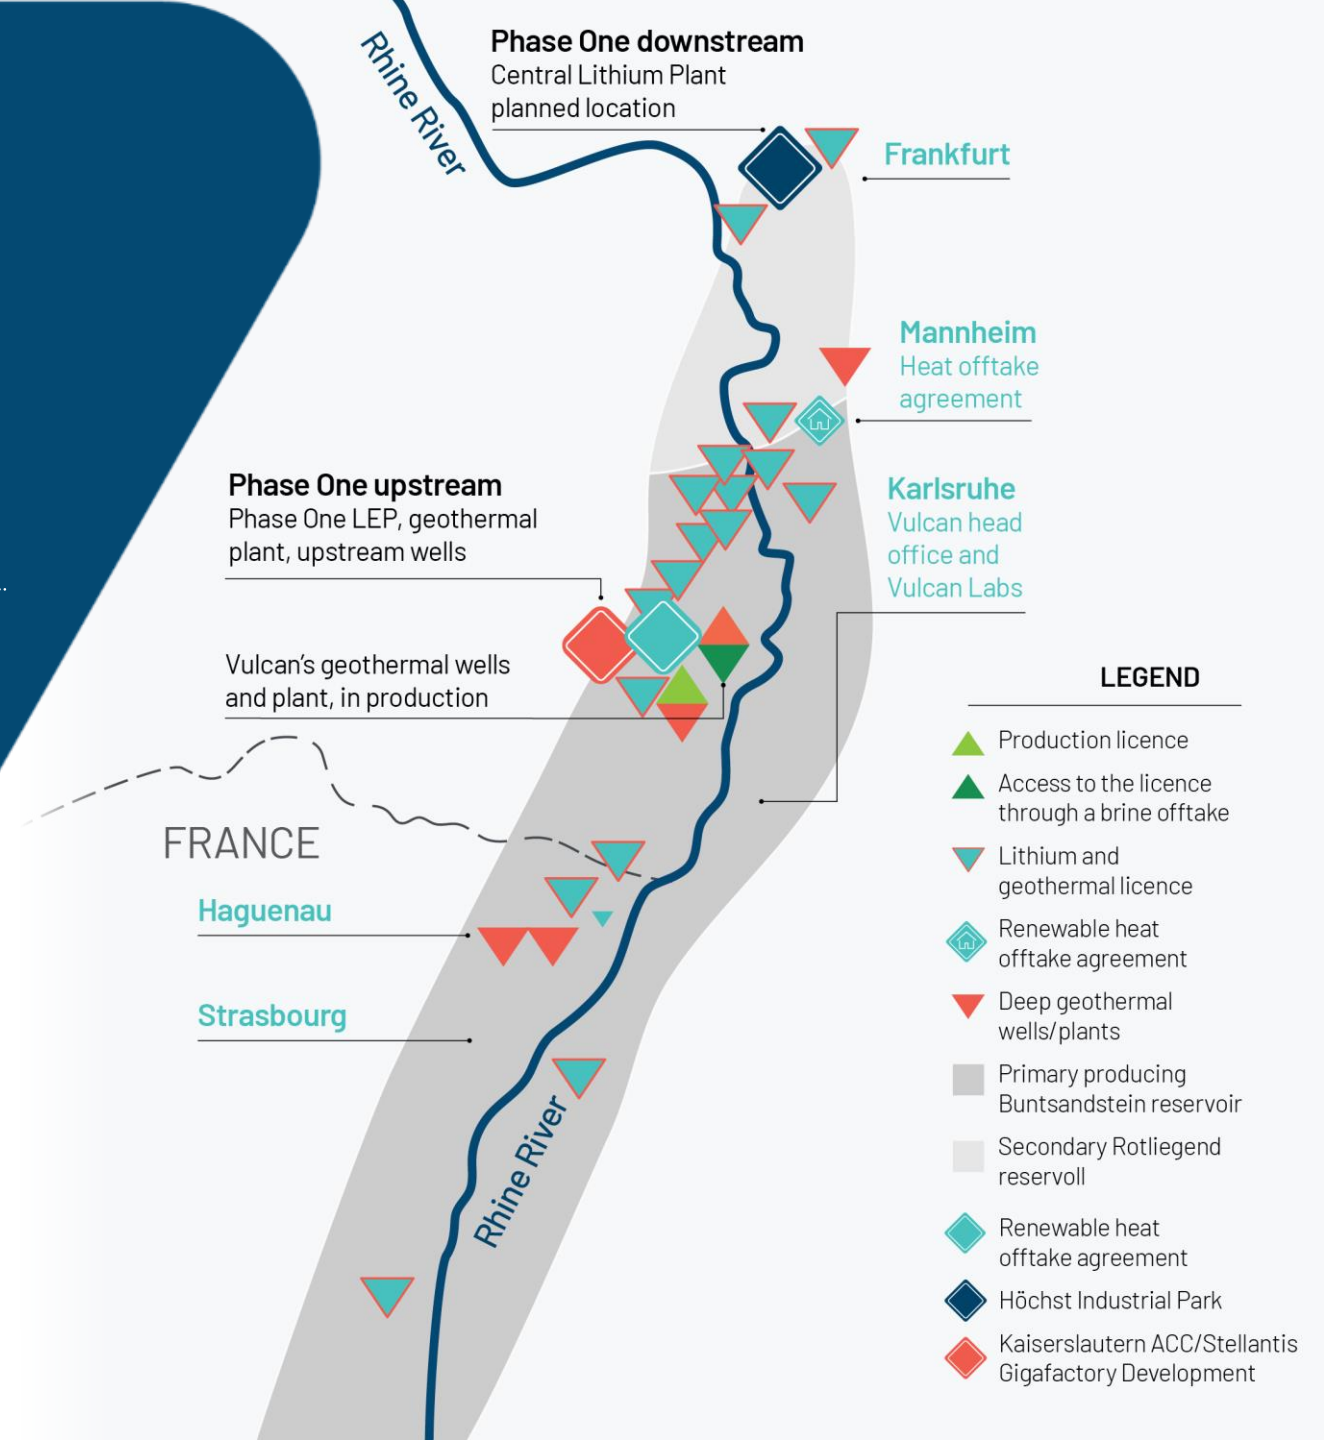 Rhine River
Phase One downstream
Central Lithium Plant
planned location
Frankfurt
Mannheim
Heat offtake
agreement
Phase One upstream
Phase One LEP, geothermal
plant, upstream wells
Karlsruhe
Vulcan head
office and
Vulcan Labs
..
Vulcan's geothermal wells
and plant, in production
FRANCE
Haguenau
Strasbourg
Rhine River
LEGEND
Production licence
Access to the licence
through a brine offtake
Lithium and
geothermal licence
Renewable heat
offtake agreement
Deep geothermal
wells/plants
Primary producing
Buntsandstein reservoir
Secondary Rotliegend
reservoll
Renewable heat
offtake agreement
Höchst Industrial Park
Kaiserslautern ACC/Stellantis
Gigafactory Development